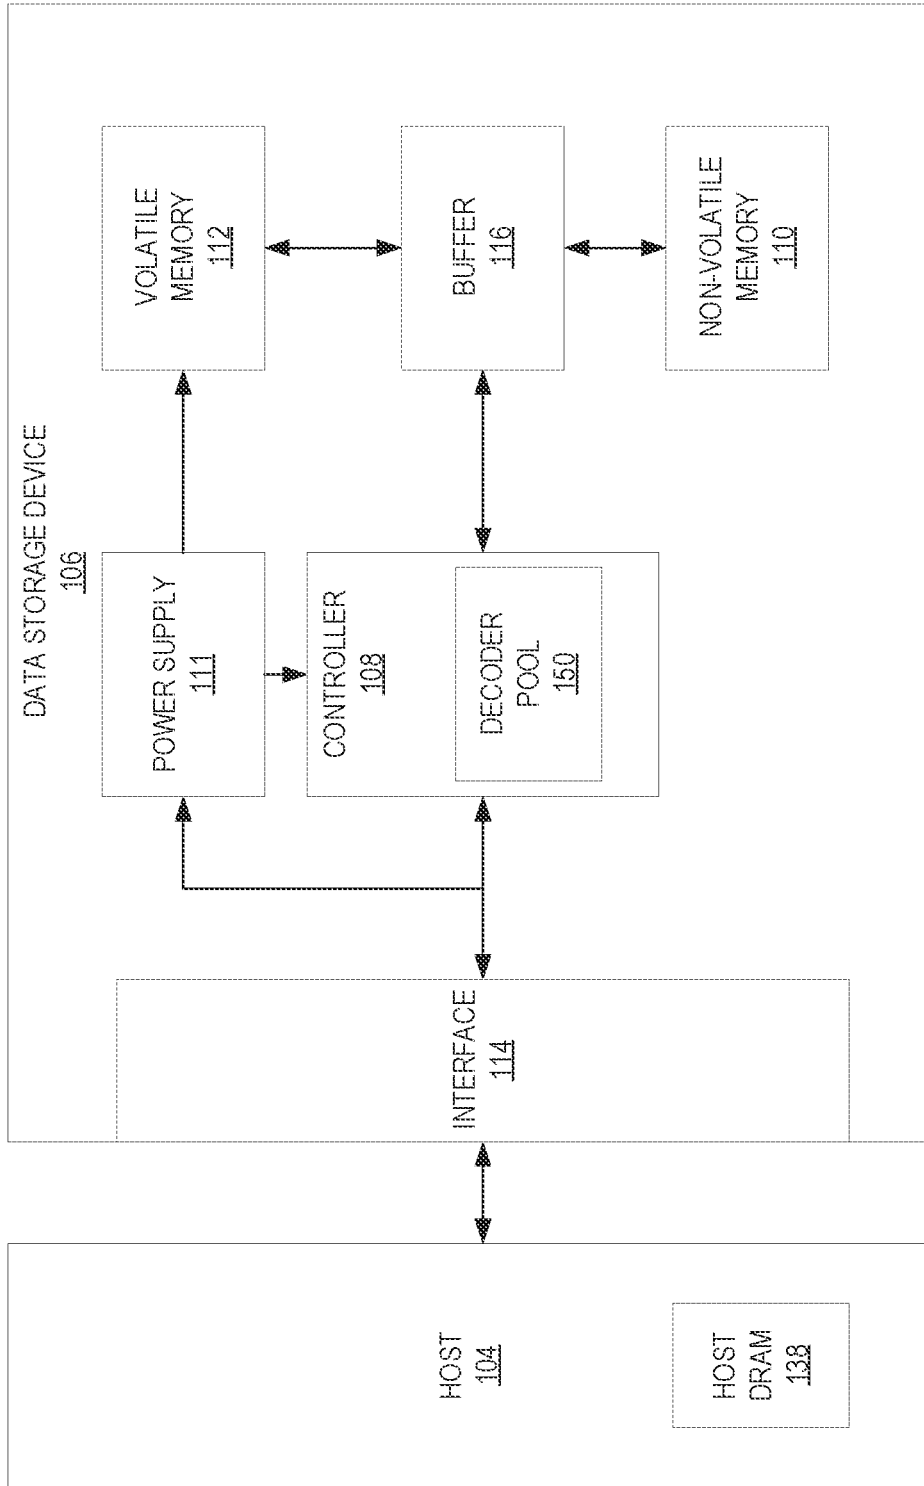 DATA STORAGE DEVICE
106
HOST
104
HOST
DRAM
138
INTERFACE
114
POWER SUPPLY
111
CONTROLLER
108
DECODER
POOL
150
VOLATILE
MEMORY
112
BUFFER
116
NON-VOLATILE
MEMORY
110